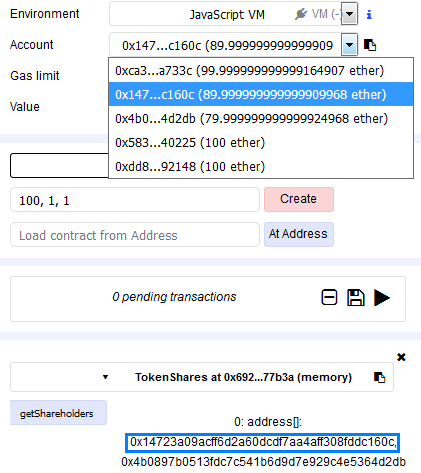 Environment JavaScript VM VM (-) i
Account 0x147...c160c (89.999999999999909
Gas limit 0xca3...a733c (99.999999999999164907 ether)
0x147...c160c (89.999999999999909968 ether)
Value 0x4b0...4d2db (79.999999999999924968 ether)
0x583...40225 (100 ether)
0xdd8...92148 (100 ether)
100, 1, 1 Create
Load contract from Address At Address
0 pending transactions
TokenShares at 0x692...77b3a (memory)
getShareholders
0: address[]:
0x14723a09acff6d2a60dcdf7aa4aff308fddc160c,
0x4b0897b0513fdc7c541b6d9d7e929c4e5364d2db